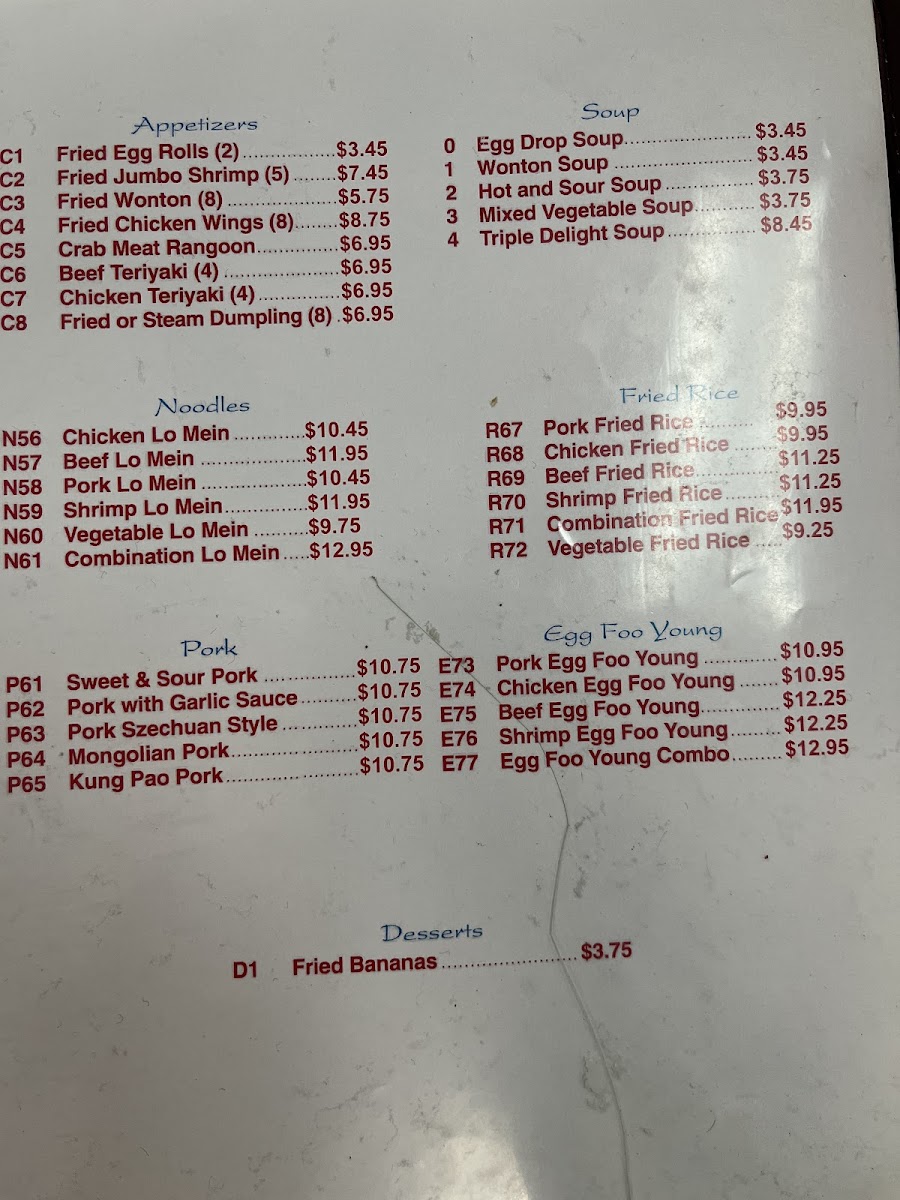 Appetizers
C1 Fried Egg Rolls (2) $3.45
C2 Fried Jumbo Shrimp (5) $7.45
C3 Fried Wonton (8) $5.75
C4 Fried Chicken Wings (8) $8.75
C5 Crab Meat Rangoon $6.95
C6 Beef Teriyaki (4) $6.95
C7 Chicken Teriyaki (4) $6.95
C8 Fried or Steam Dumpling (8) $6.95
Soup
0 Egg Drop Soup $3.45
1 Wonton Soup $3.45
2 Hot and Sour Soup $3.75
3 Mixed Vegetable Soup $3.75
4 Triple Delight Soup $8.45
Noodles
N56 Chicken Lo Mein $10.45
N57 Beef Lo Mein $11.95
N58 Pork Lo Mein $10.45
N59 Shrimp Lo Mein $11.95
N60 Vegetable Lo Mein $9.75
N61 Combination Lo Mein $12.95
Fried Rice
R67 Pork Fried Rice $9.95
R68 Chicken Fried Rice $9.95
R69 Beef Fried Rice $11.25
R70 Shrimp Fried Rice $11.25
R71 Combination Fried Rice $11.95
R72 Vegetable Fried Rice $9.25
Pork
P61 Sweet & Sour Pork $10.75
P62 Pork with Garlic Sauce $10.75
P63 Pork Szechuan Style $10.75
P64 Mongolian Pork $10.75
P65 Kung Pao Pork $10.75
Egg Foo Young
E73 Pork Egg Foo Young $10.95
E74 Chicken Egg Foo Young $10.95
E75 Beef Egg Foo Young $12.25
E76 Shrimp Egg Foo Young $12.25
E77 Egg Foo Young Combo $12.95
Desserts
D1 Fried Bananas $3.75